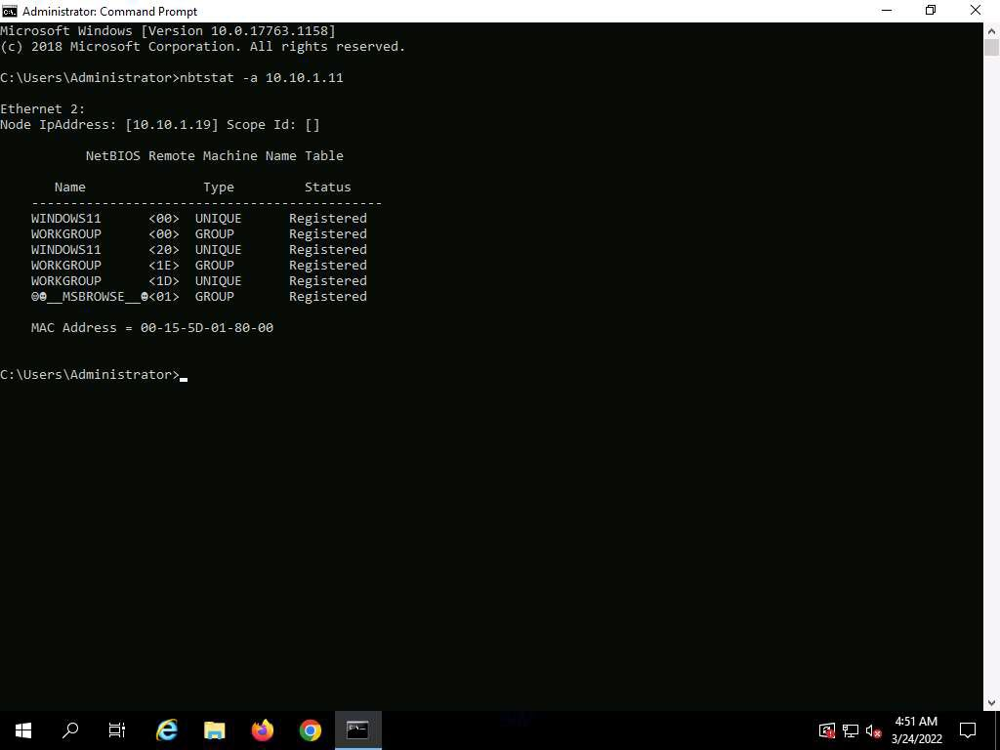 Administrator: Command Prompt
Microsoft Windows [Version 10.0.17763.1158]
(c) 2018 Microsoft Corporation. All rights reserved.
C:\Users\Administrator>nbtstat -a 10.10.1.11
Ethernet 2:
Node IpAddress: [10.10.1.19] Scope Id: []
NetBIOS Remote Machine Name Table
Name Type Status
---------------------------------------------
WINDOWS11 <00> UNIQUE Registered
WORKGROUP <00> GROUP Registered
WINDOWS11 <20> UNIQUE Registered
WORKGROUP <1E> GROUP Registered
WORKGROUP <1D> UNIQUE Registered
☺☻__MSBROWSE__☻<01> GROUP Registered
MAC Address = 00-15-5D-01-80-00
C:\Users\Administrator>
4:51 AM
3/24/2022